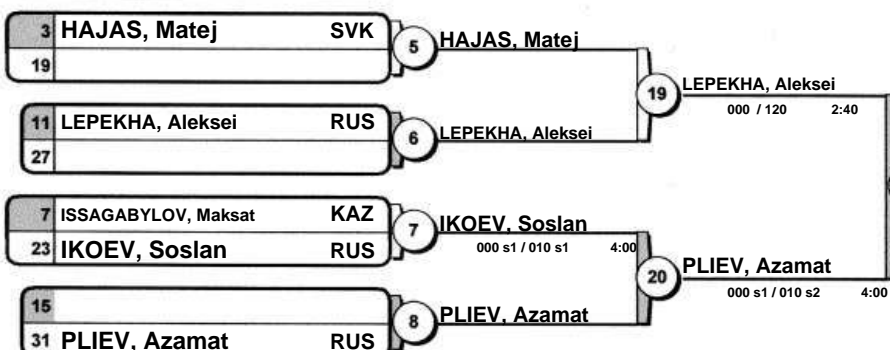 3 HAJAS, Matej SVK
19
5 HAJAS, Matej
11 LEPEKHA, Aleksei RUS
27
6 LEPEKHA, Aleksei
19 LEPEKHA, Aleksei
000 / 120 2:40
7 ISSAGABYLOV, Maksat KAZ
23 IKOEV, Soslan RUS
7 IKOEV, Soslan
000 s1 / 010 s1 4:00
15
31 PLIEV, Azamat RUS
8 PLIEV, Azamat
20 PLIEV, Azamat
000 s1 / 010 s2 4:00